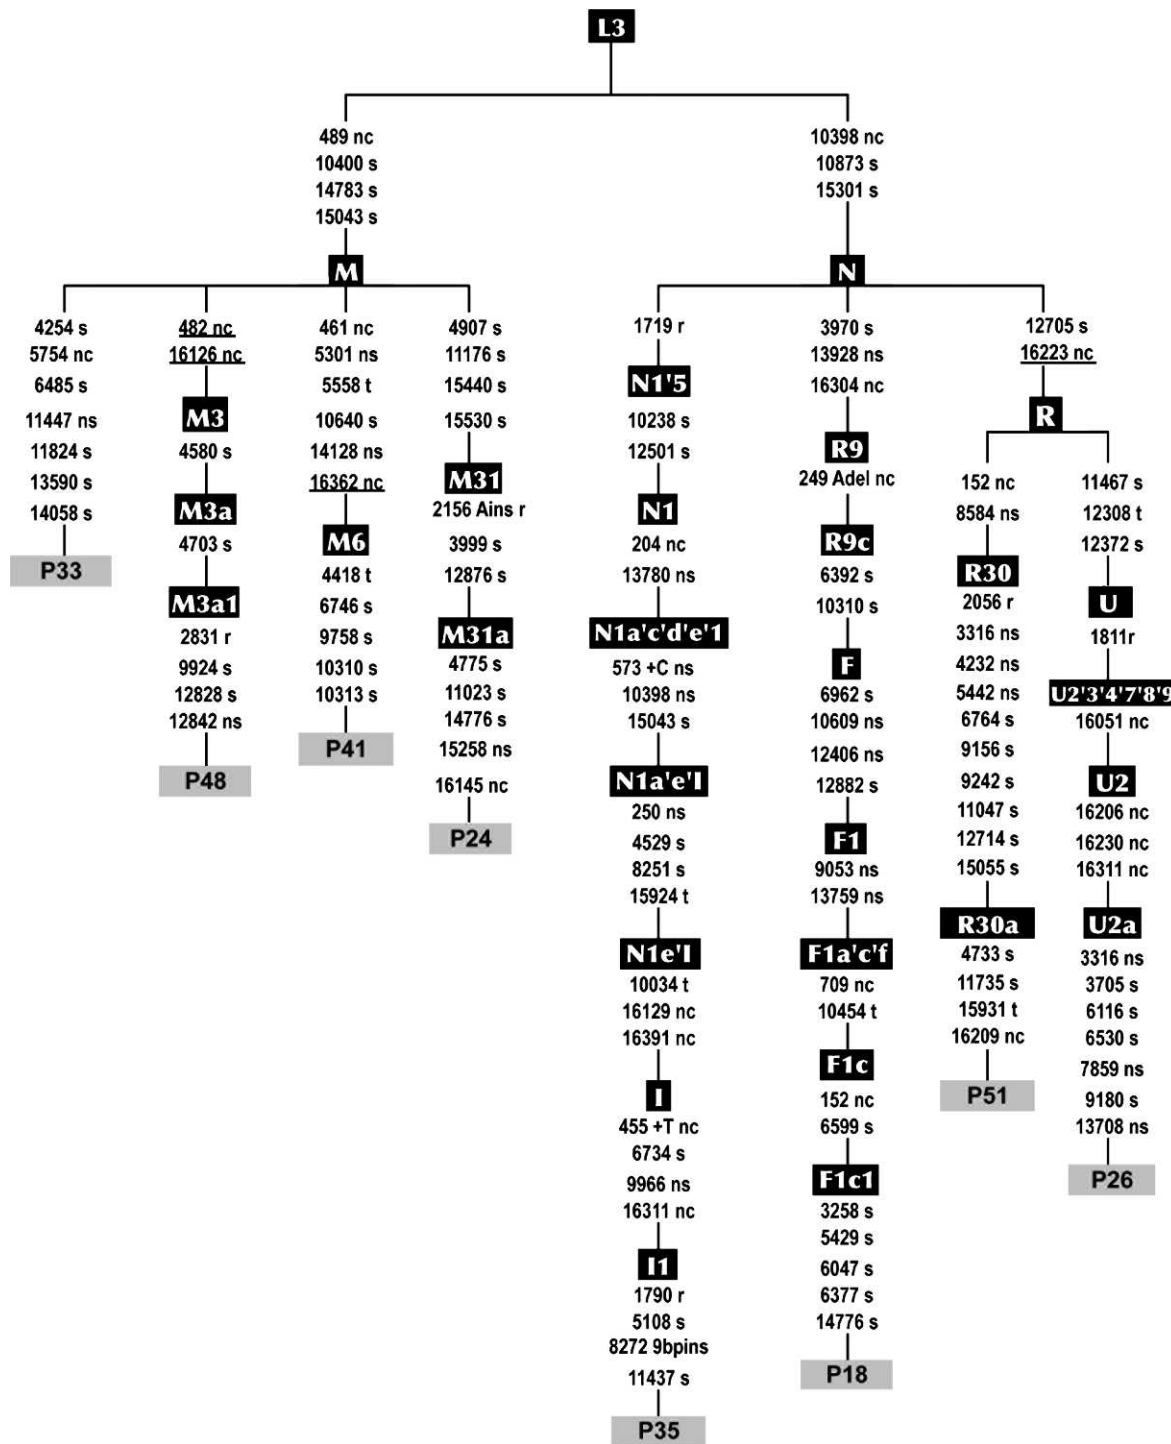 L3
489 nc
10400 s
14783 s
15043 s
M
10398 nc
10873 s
15301 s
N
4254 s
5754 nc
6485 s
11447 ns
11824 s
13590 s
14058 s
P33
482 nc
16126 nc
M3
4580 s
M3a
4703 s
M3a1
2831 r
9924 s
12828 s
12842 ns
P48
461 nc
5301 ns
5558 t
10640 s
14128 ns
16362 nc
M6
4418 t
6746 s
9758 s
10310 s
10313 s
P41
4907 s
11176 s
15440 s
15530 s
M31
2156 Ains r
3999 s
12876 s
M31a
4775 s
11023 s
14776 s
15258 ns
16145 nc
P24
1719 r
N1'5
10238 s
12501 s
N1
204 nc
13780 ns
N1a'c'd'e'1
573 +C ns
10398 ns
15043 s
N1a'e'I
250 ns
4529 s
8251 s
15924 t
N1e'I
10034 t
16129 nc
16391 nc
I
455 +T nc
6734 s
9966 ns
16311 nc
I1
1790 r
5108 s
8272 9bpins
11437 s
P35
3970 s
13928 ns
16304 nc
R9
249 Adel nc
R9c
6392 s
10310 s
F
6962 s
10609 ns
12406 ns
12882 s
F1
9053 ns
13759 ns
F1a'c'f
709 nc
10454 t
F1c
152 nc
6599 s
F1c1
3258 s
5429 s
6047 s
6377 s
14776 s
P18
12705 s
16223 nc
R
152 nc
8584 ns
R30
2056 r
3316 ns
4232 ns
5442 ns
6764 s
9156 s
9242 s
11047 s
12714 s
15055 s
R30a
4733 s
11735 s
15931 t
16209 nc
P51
11467 s
12308 t
12372 s
U
1811r
U2'3'4'7'8'9
16051 nc
U2
16206 nc
16230 nc
16311 nc
U2a
3316 ns
3705 s
6116 s
6530 s
7859 ns
9180 s
13708 ns
P26